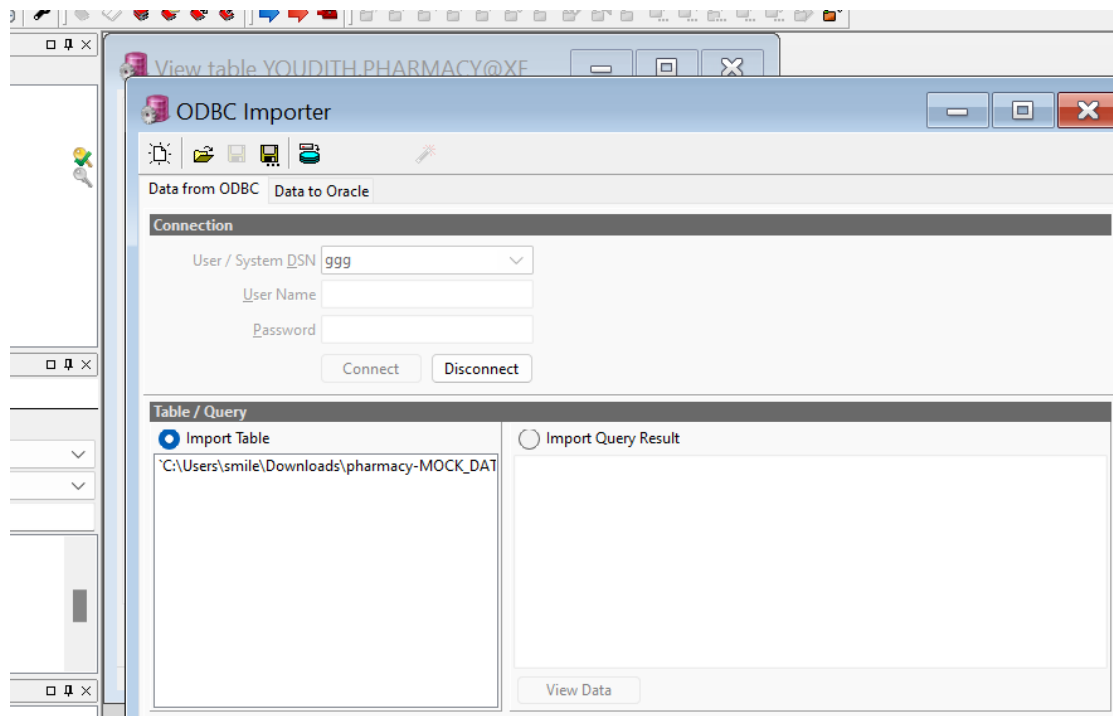 View table YOUDITH.PHARMACY@XE
ODBC Importer
Data from ODBC
Data to Oracle
Connection
User / System DSN ggg
User Name
Password
Connect
Disconnect
Table / Query
Import Table
Import Query Result
`C:\Users\smile\Downloads\pharmacy-MOCK_DAT
View Data